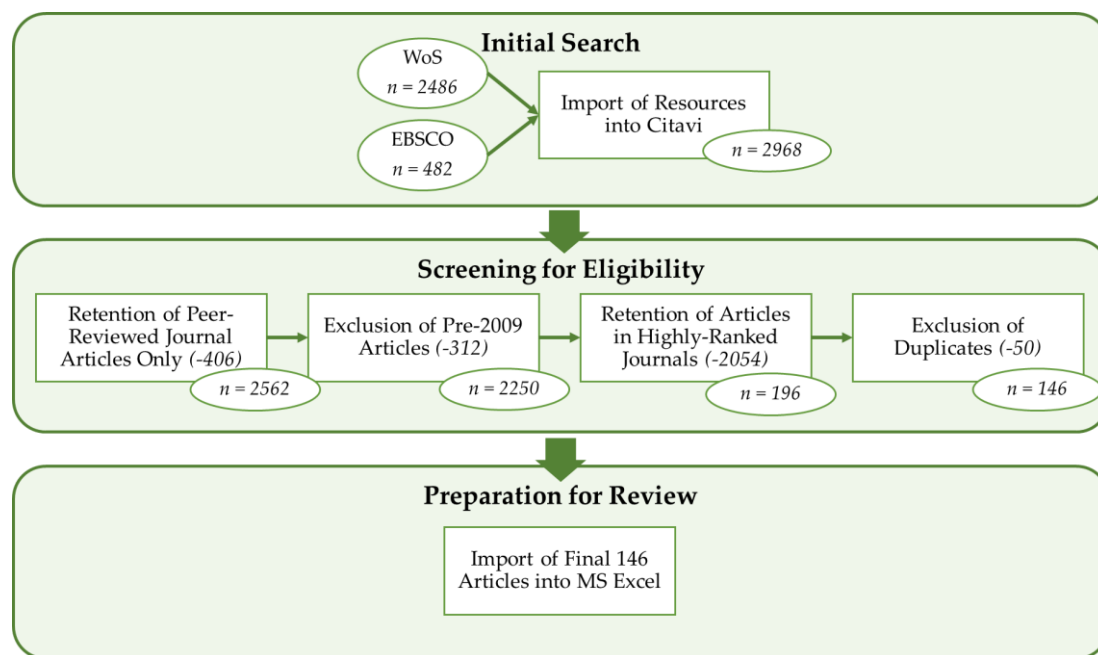 Initial Search
WoS
n = 2486
EBSCO
n = 482
Import of Resources
into Citavi
n = 2968
Screening for Eligibility
Retention of Peer-
Reviewed Journal
Articles Only (-406)
n = 2562
Exclusion of Pre-2009
Articles (-312)
n = 2250
Retention of Articles
in Highly-Ranked
Journals (-2054)
n = 196
Exclusion of
Duplicates (-50)
n = 146
Preparation for Review
Import of Final 146
Articles into MS Excel